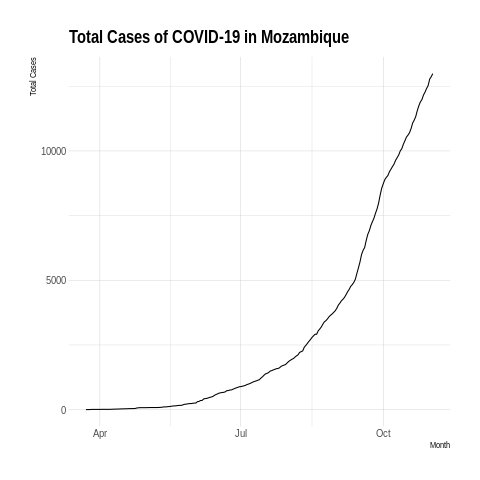 Total Cases of COVID-19 in Mozambique
Total Cases
10000
5000
0
Apr Jul Oct
Month